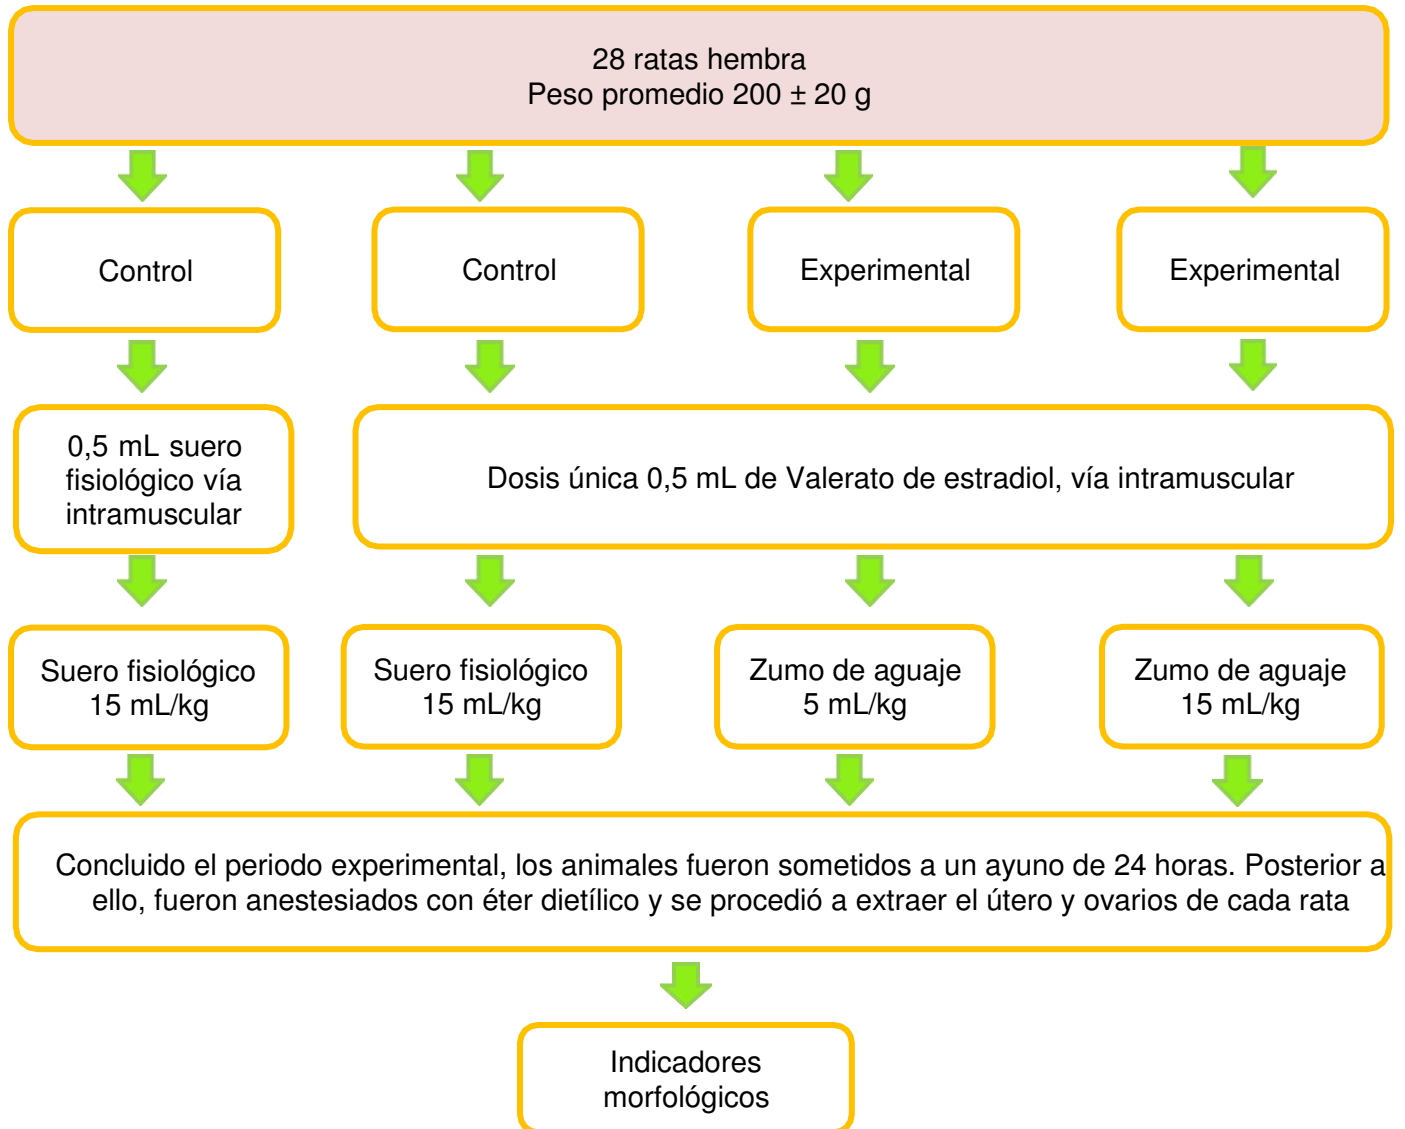 28 ratas hembra
Peso promedio 200 ± 20 g
Control
Control
Experimental
Experimental
0,5 mL suero
fisiológico vía
intramuscular
Dosis única 0,5 mL de Valerato de estradiol, vía intramuscular
Suero fisiológico
15 mL/kg
Suero fisiológico
15 mL/kg
Zumo de aguaje
5 mL/kg
Zumo de aguaje
15 mL/kg
Concluido el periodo experimental, los animales fueron sometidos a un ayuno de 24 horas. Posterior a
ello, fueron anestesiados con éter dietílico y se procedió a extraer el útero y ovarios de cada rata
Indicadores
morfológicos